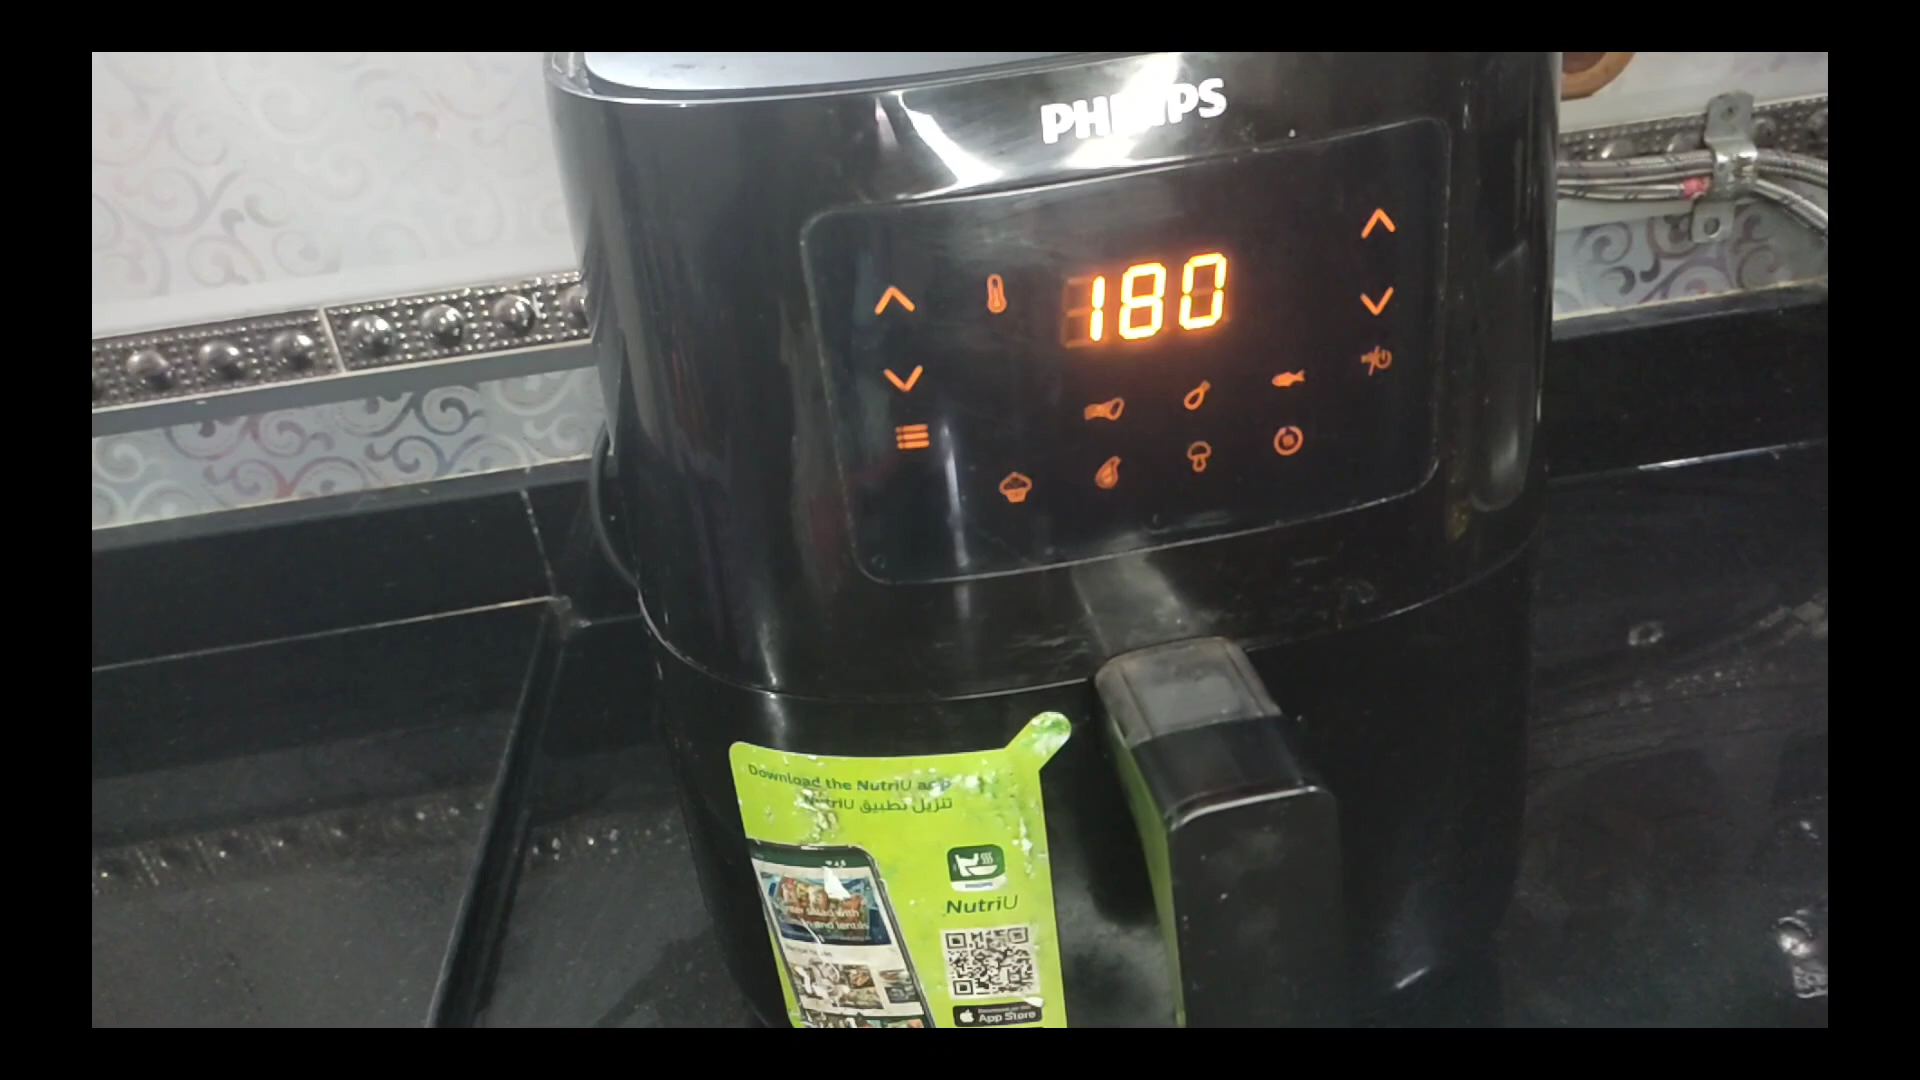 PHILIPS
180
Download the NutriU app
تنزيل تطبيق NutriU
NutriU
App Store